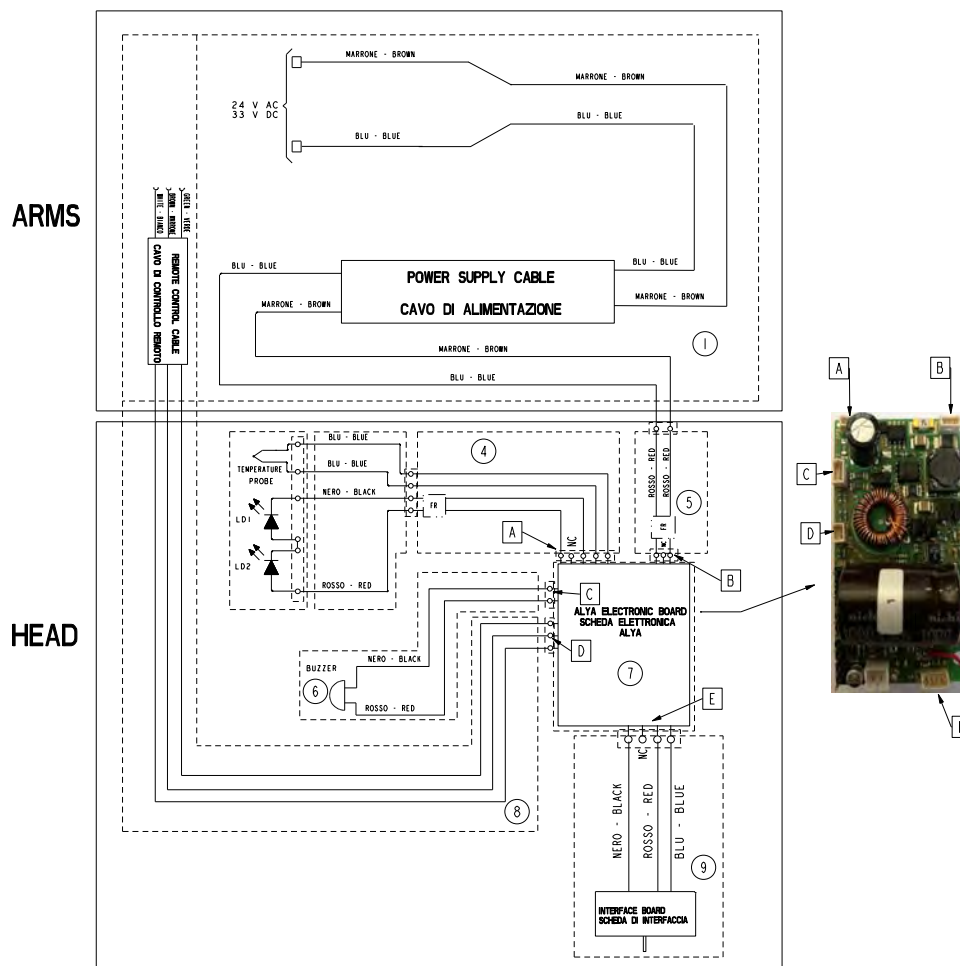 ARMS
MARRONE - BROWN
MARRONE - BROWN
24 V AC
33 V DC
BLU - BLUE
BLU - BLUE
GREEN - VERDE
BROWN - MARRONE
WHITE - BIANCO
REMOTE CONTROL CABLE
CAVO DI CONTROLLO REMOTO
BLU - BLUE
BLU - BLUE
POWER SUPPLY CABLE
CAVO DI ALIMENTAZIONE
MARRONE - BROWN
MARRONE - BROWN
1
MARRONE - BROWN
BLU - BLUE
A
B
C
D
HEAD
BLU - BLUE
TEMPERATURE
PROBE
BLU - BLUE
NERO - BLACK
LD1
LD2
ROSSO - RED
FR
4
ROSSO - RED
ROSSO - RED
5
FR
NC
A
NC
B
C
ALYA ELECTRONIC BOARD
SCHEDA ELETTRONICA
ALYA
D
7
BUZZER
6
NERO - BLACK
ROSSO - RED
E
8
NC
NERO - BLACK
ROSSO - RED
BLU - BLUE
9
INTERFACE BOARD
SCHEDA DI INTERFACCIA